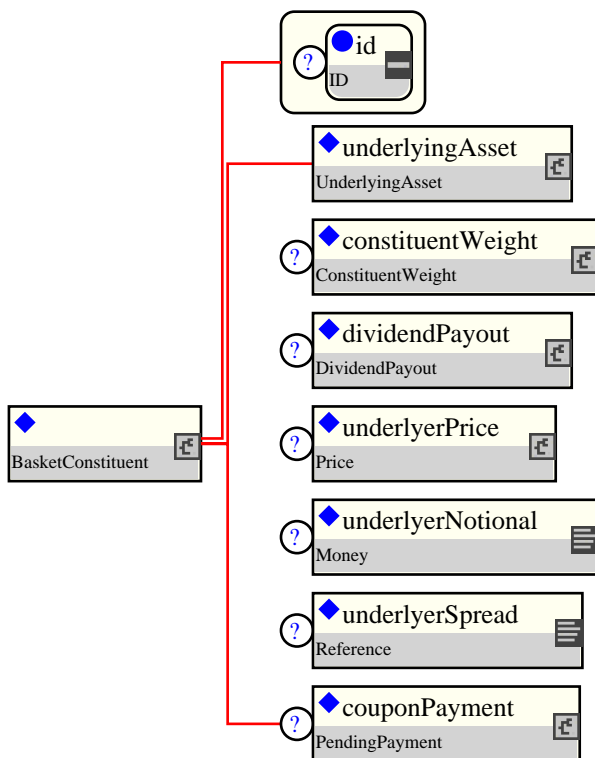 ? id
ID
underlyingAsset
UnderlyingAsset
? constituentWeight
ConstituentWeight
? dividendPayout
DividendPayout
BasketConstituent
? underlyerPrice
Price
? underlyerNotional
Money
? underlyerSpread
Reference
? couponPayment
PendingPayment